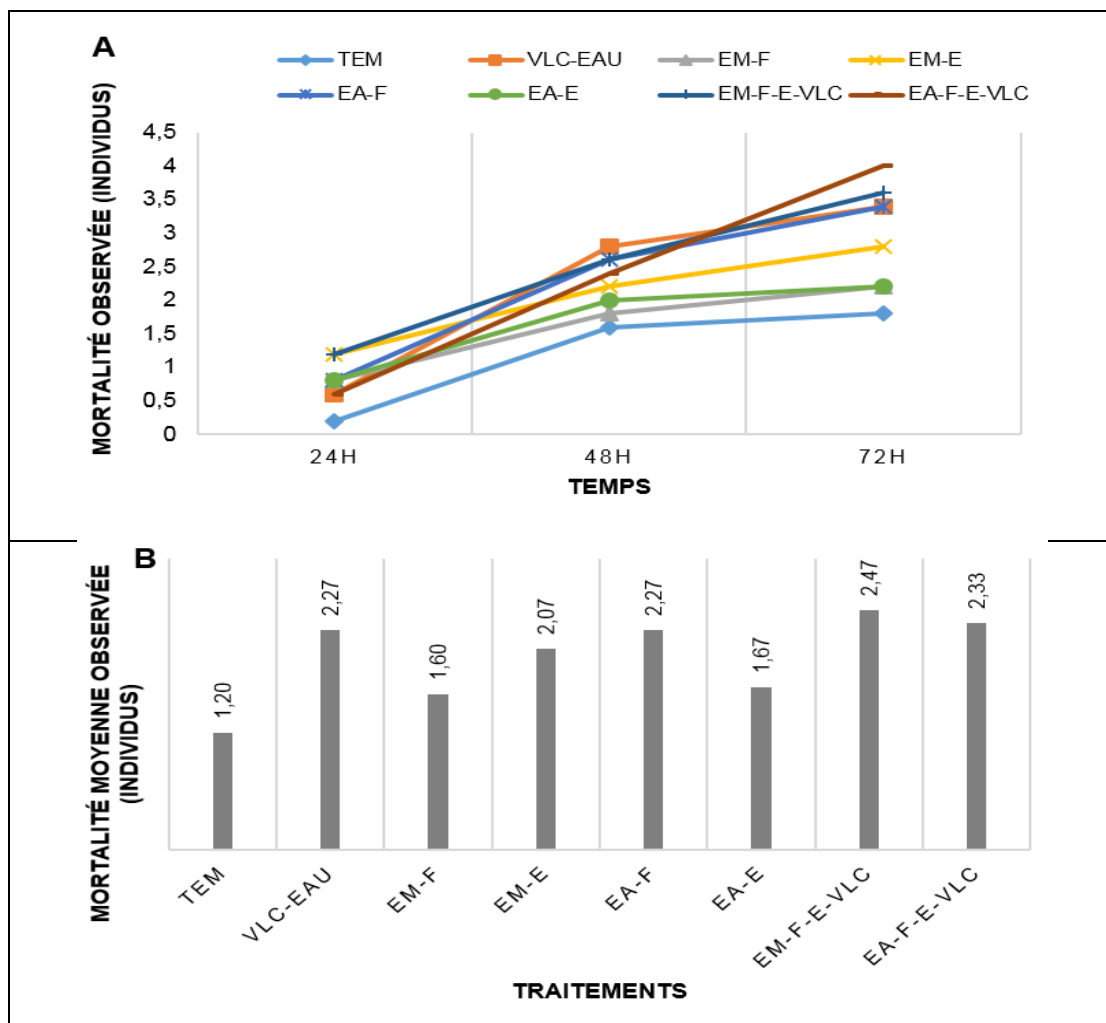 A
TEM VLC-EAU EM-F EM-E
EA-F EA-E EM-F-E-VLC EA-F-E-VLC
MORTALITÉ OBSERVÉE (INDIVIDUS)
4,5
4
3,5
3
2,5
2
1,5
1
0,5
0
24H 48H 72H
TEMPS
B
MORTALITÉ MOYENNE OBSERVÉE
(INDIVIDUS)
1,20 2,27 1,60 2,07 2,27 1,67 2,47 2,33
TEM VLC-EAU EM-F EM-E EA-F EA-E EM-F-E-VLC EA-F-E-VLC
TRAITEMENTS